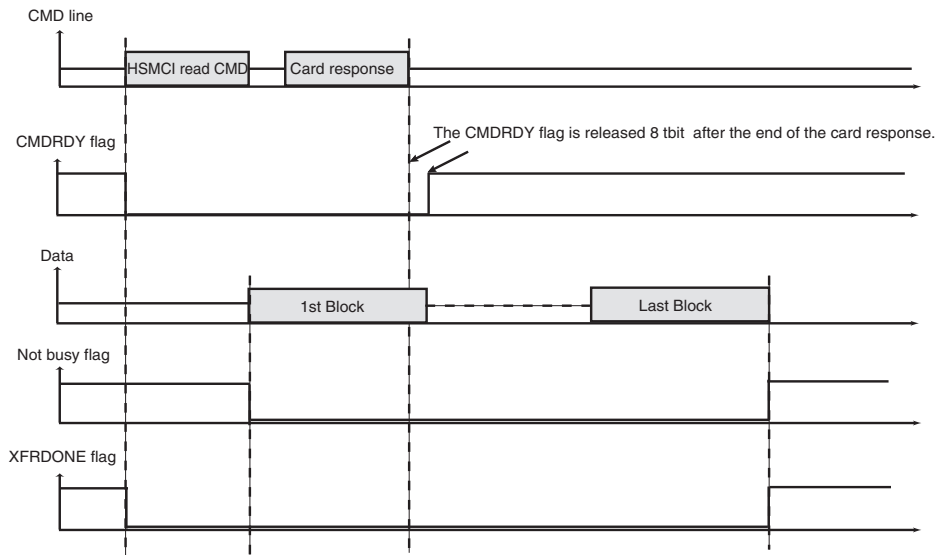 CMD line
HSMCI read CMD
Card response
The CMDRDY flag is released 8 tbit after the end of the card response.
CMDRDY flag
Data
1st Block
Last Block
Not busy flag
XFRDONE flag